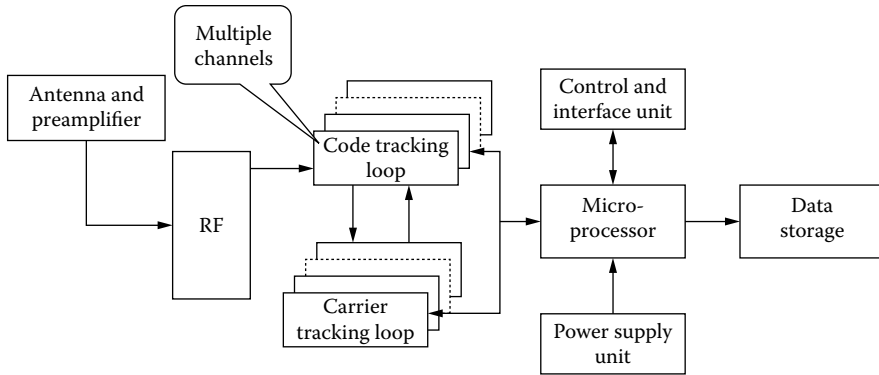 Multiple
channels
Antenna and
preamplifier
Control and
interface unit
Code tracking
loop
RF
Micro-
processor
Data
storage
Carrier
tracking loop
Power supply
unit